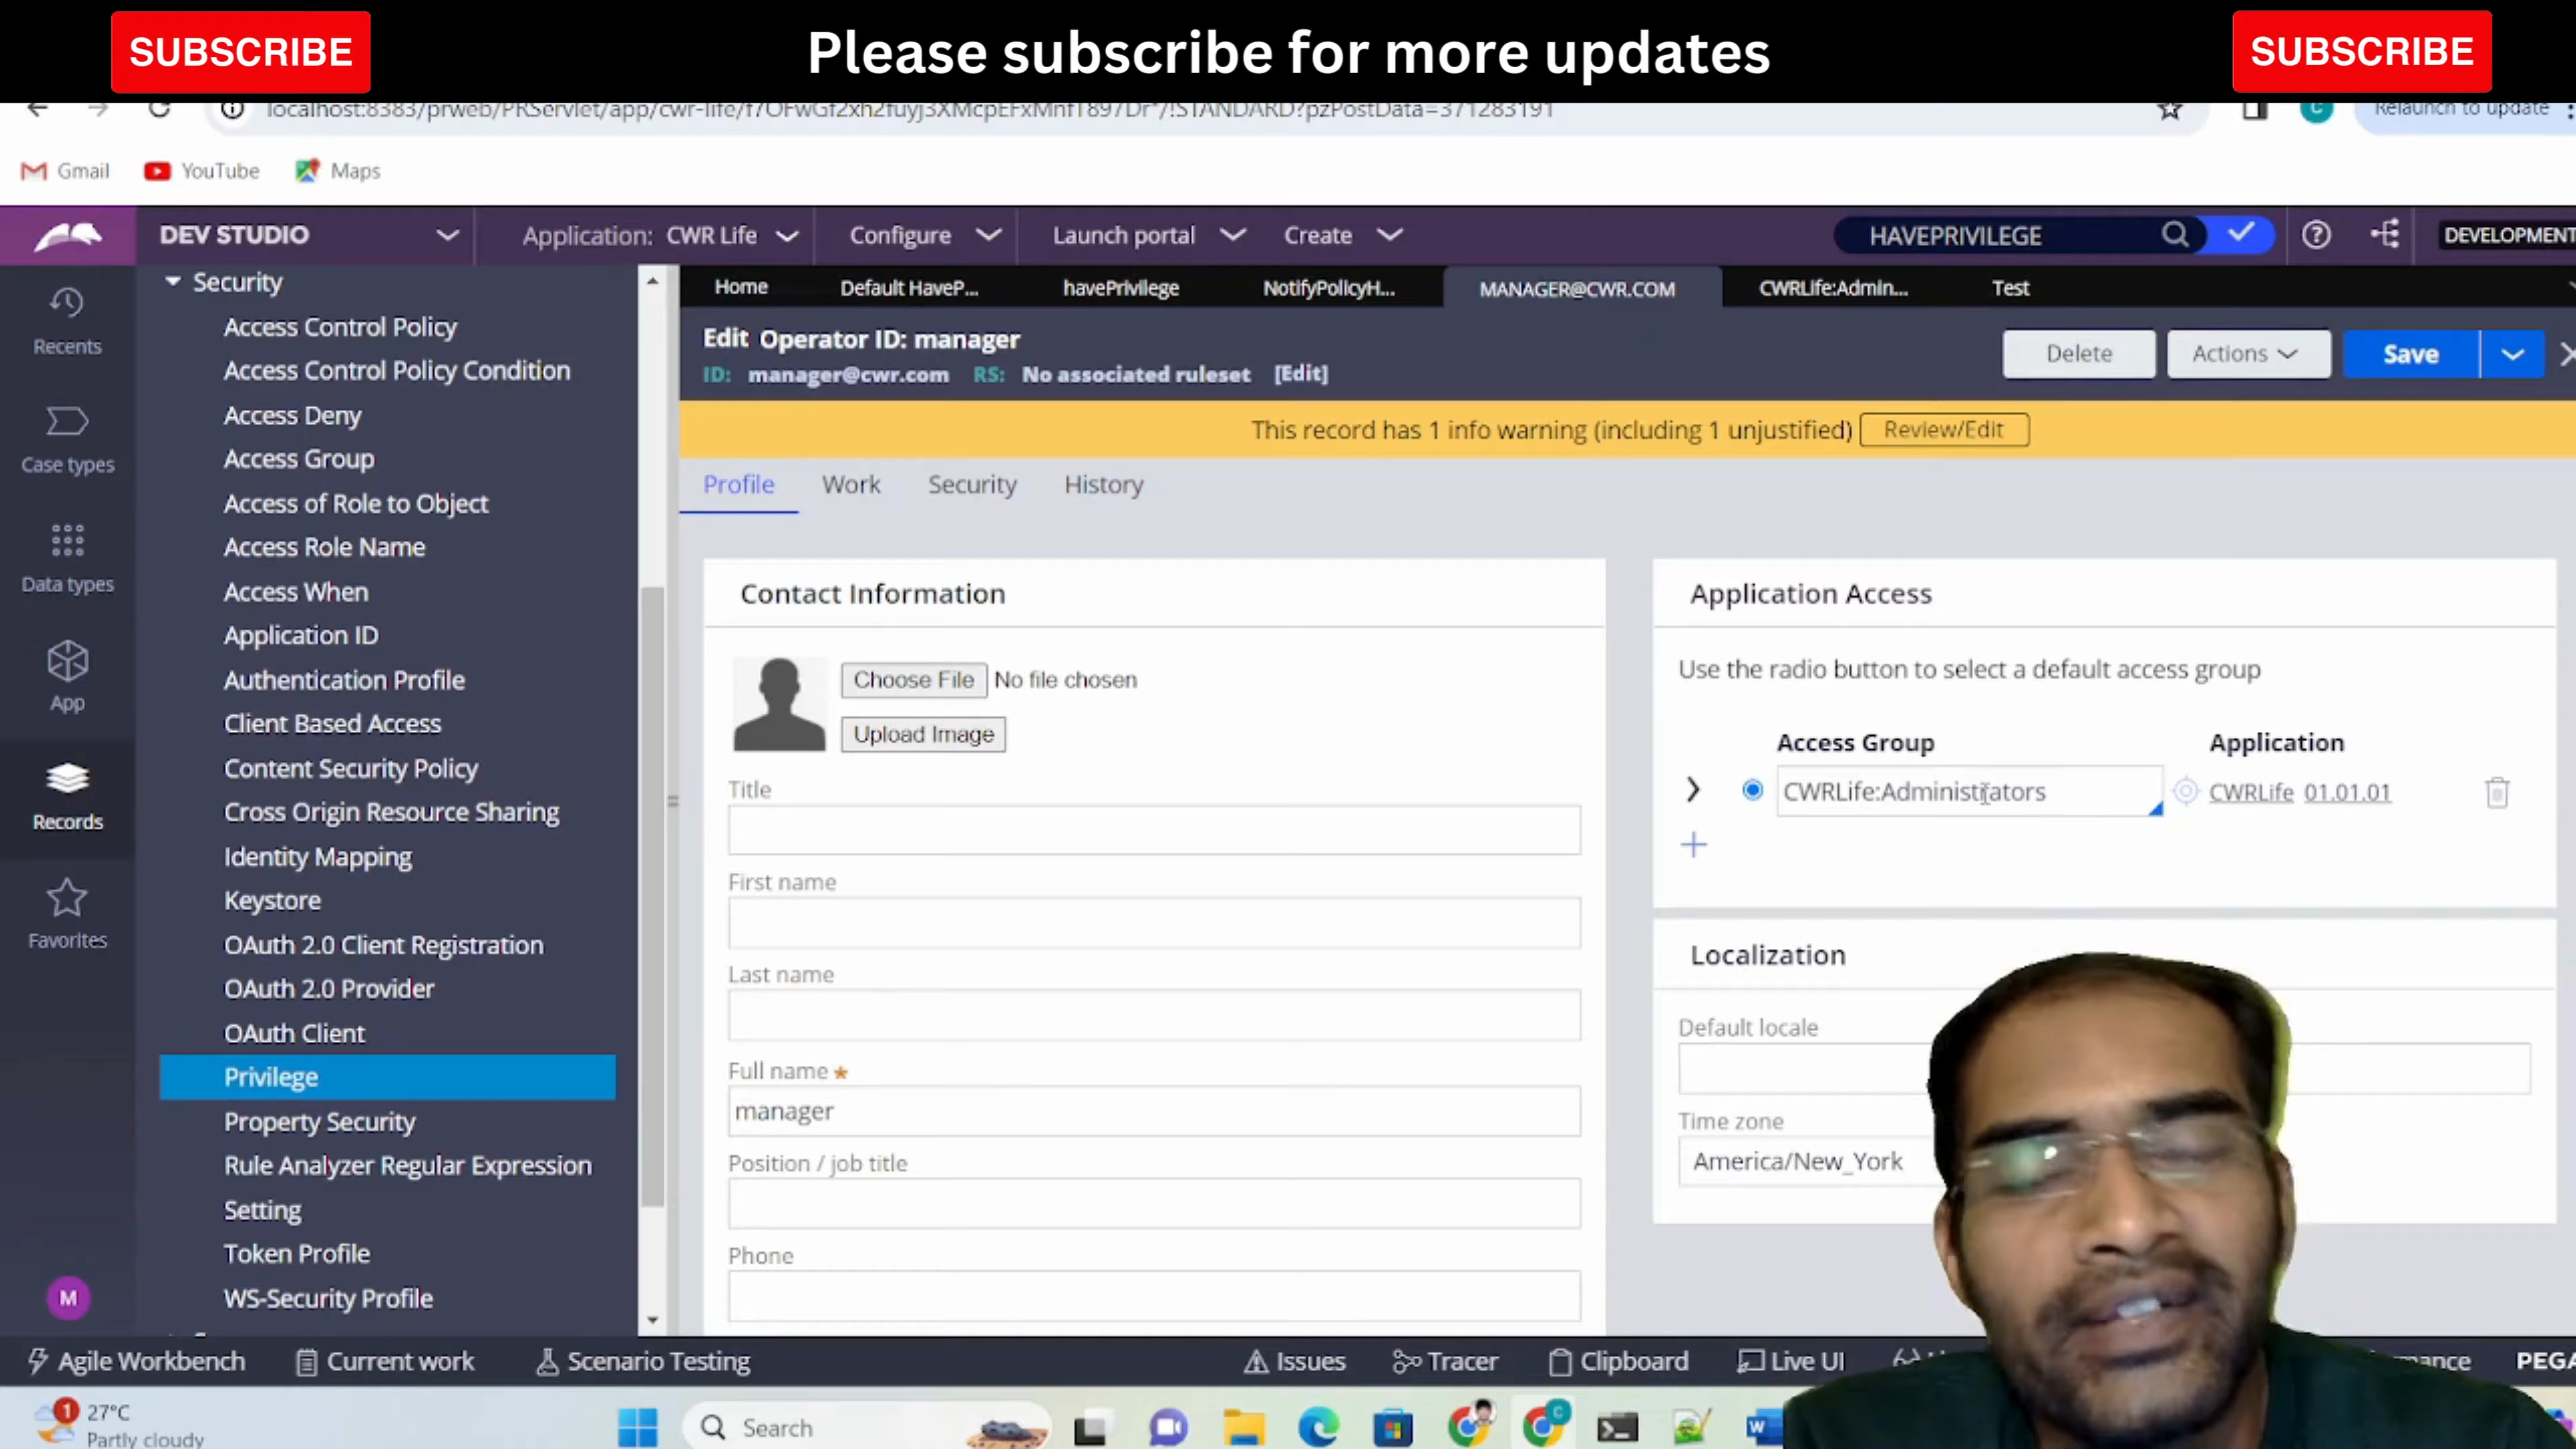 SUBSCRIBE
Please subscribe for more updates
SUBSCRIBE
Relaunch to update
Gmail
YouTube
Maps
DEV STUDIO
Application: CWR Life
Configure
Launch portal
Create
HAVEPRIVILEGE
DEVELOPMENT
Recents
Case types
Data types
App
Records
Favorites
M
Security
Access Control Policy
Access Control Policy Condition
Access Deny
Access Group
Access of Role to Object
Access Role Name
Access When
Application ID
Authentication Profile
Client Based Access
Content Security Policy
Cross Origin Resource Sharing
Identity Mapping
Keystore
OAuth 2.0 Client Registration
OAuth 2.0 Provider
OAuth Client
Privilege
Property Security
Rule Analyzer Regular Expression
Setting
Token Profile
WS-Security Profile
Home
Default HaveP...
havePrivilege
NotifyPolicyH...
MANAGER@CWR.COM
CWRLife:Admin...
Test
Edit Operator ID: manager
ID: manager@cwr.com RS: No associated ruleset [Edit]
Delete
Actions
Save
This record has 1 info warning (including 1 unjustified)
Review/Edit
Profile
Work
Security
History
Contact Information
Choose File No file chosen
Upload Image
Title
First name
Last name
Full name *
manager
Position / job title
Phone
Application Access
Use the radio button to select a default access group
Access Group
Application
CWRLife:Administrators
CWRLife 01.01.01
Localization
Default locale
Time zone
America/New_York
Agile Workbench
Current work
Scenario Testing
Issues
Tracer
Clipboard
Live UI
PEGA
1
27°C
Partly cloudy
Search
C
W